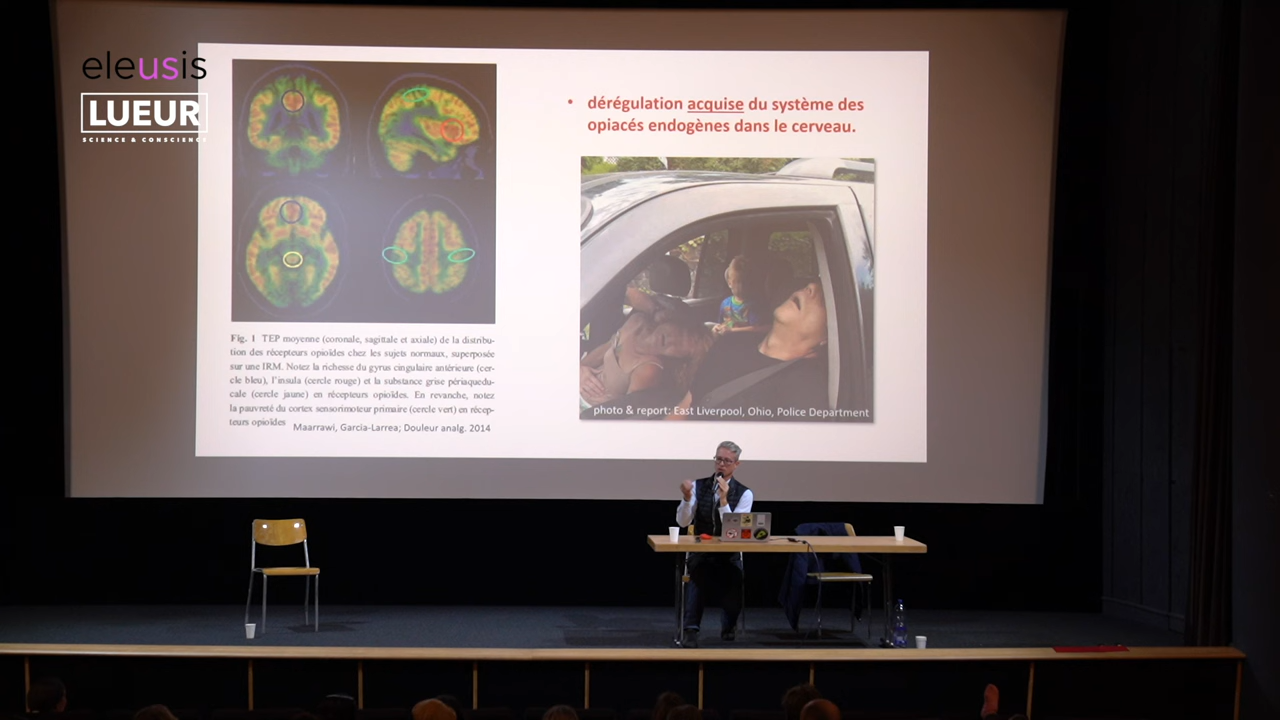 eleusis
LUEUR
SCIENCE & CONSCIENCE
• dérégulation acquise du système des
opiacés endogènes dans le cerveau.
Fig. 1 TEP moyenne (coronale, sagittale et axiale) de la distribu-
tion des récepteurs opioïdes chez les sujets normaux, superposée
sur une IRM. Notez la richesse du gyrus cingulaire antérieure (cer-
cle bleu), l'insula (cercle rouge) et la substance grise périaquedu-
cale (cercle jaune) en récepteurs opioïdes. En revanche, notez
la pauvreté du cortex sensorimoteur primaire (cercle vert) en récep-
teurs opioïdes
Maarrawi, Garcia-Larrea; Douleur analg. 2014
photo & report: East Liverpool, Ohio, Police Department